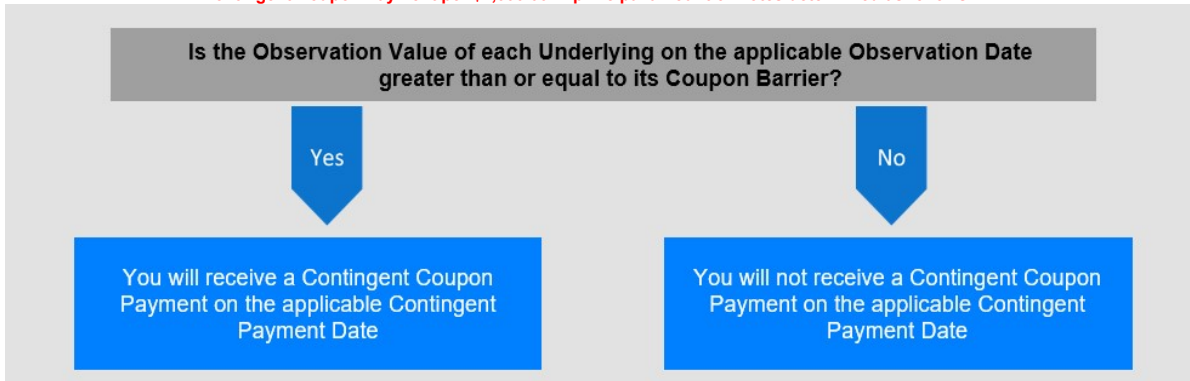 Is the Observation Value of each Underlying on the applicable Observation Date
greater than or equal to its Coupon Barrier?
Yes
No
You will receive a Contingent Coupon
Payment on the applicable Contingent
Payment Date
You will not receive a Contingent Coupon
Payment on the applicable Contingent
Payment Date